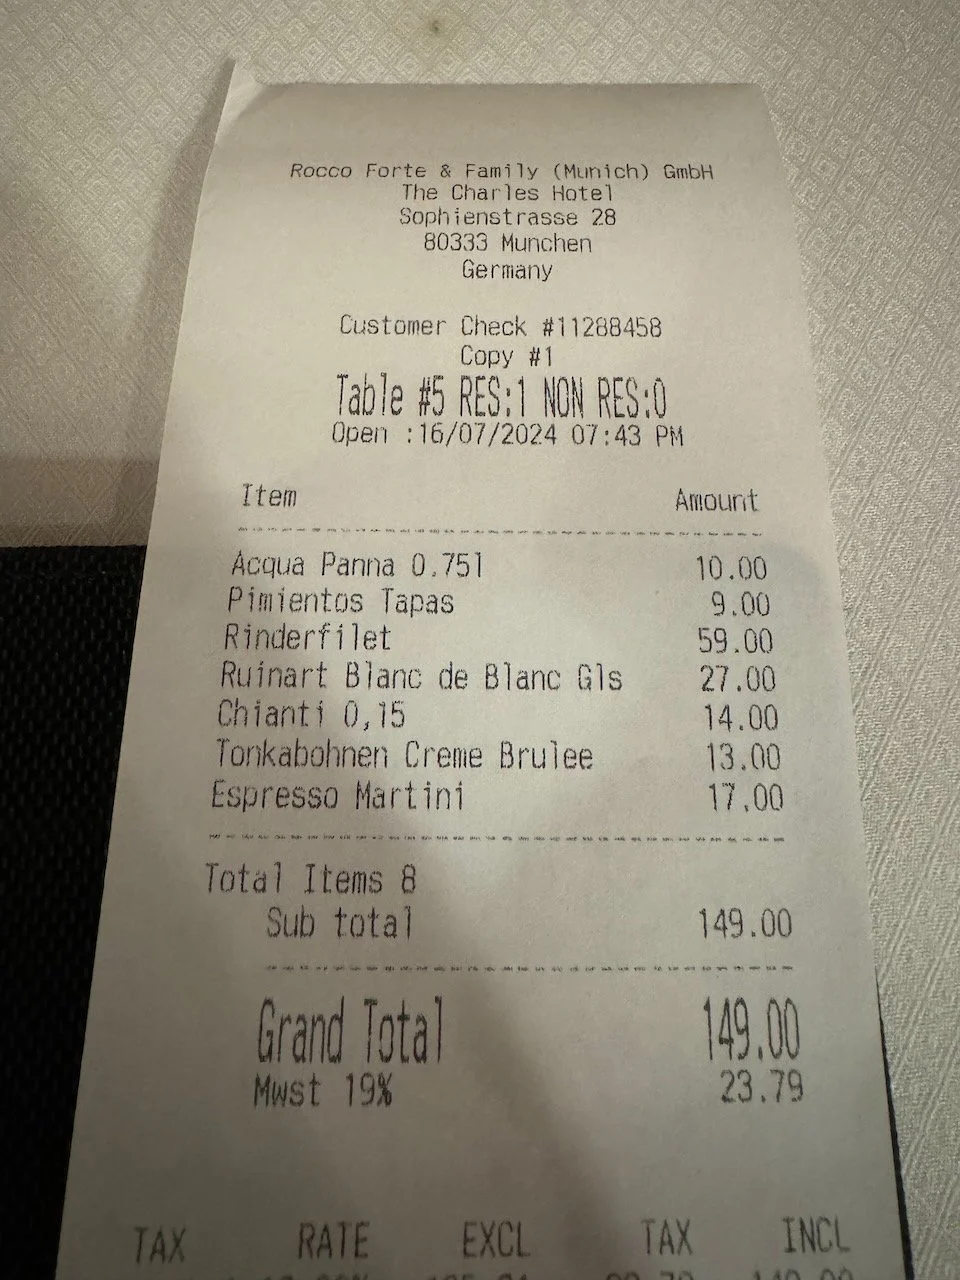 Rocco Forte & Family (Munich) GmbH
The Charles Hotel
Sophienstrasse 28
80333 Munchen
Germany
Customer Check #11288458
Copy #1
Table #5 RES:1 NON RES:0
Open :16/07/2024 07:43 PM
Item Amount
Acqua Panna 0.75l 10.00
Pimientos Tapas 9.00
Rinderfilet 59.00
Ruinart Blanc de Blanc Gls 27.00
Chianti 0,15 14.00
Tonkabohnen Creme Brulee 13.00
Espresso Martini 17.00
Total Items 8
Sub total 149.00
Grand Total 149.00
Mwst 19% 23.79
TAX RATE EXCL TAX INCL